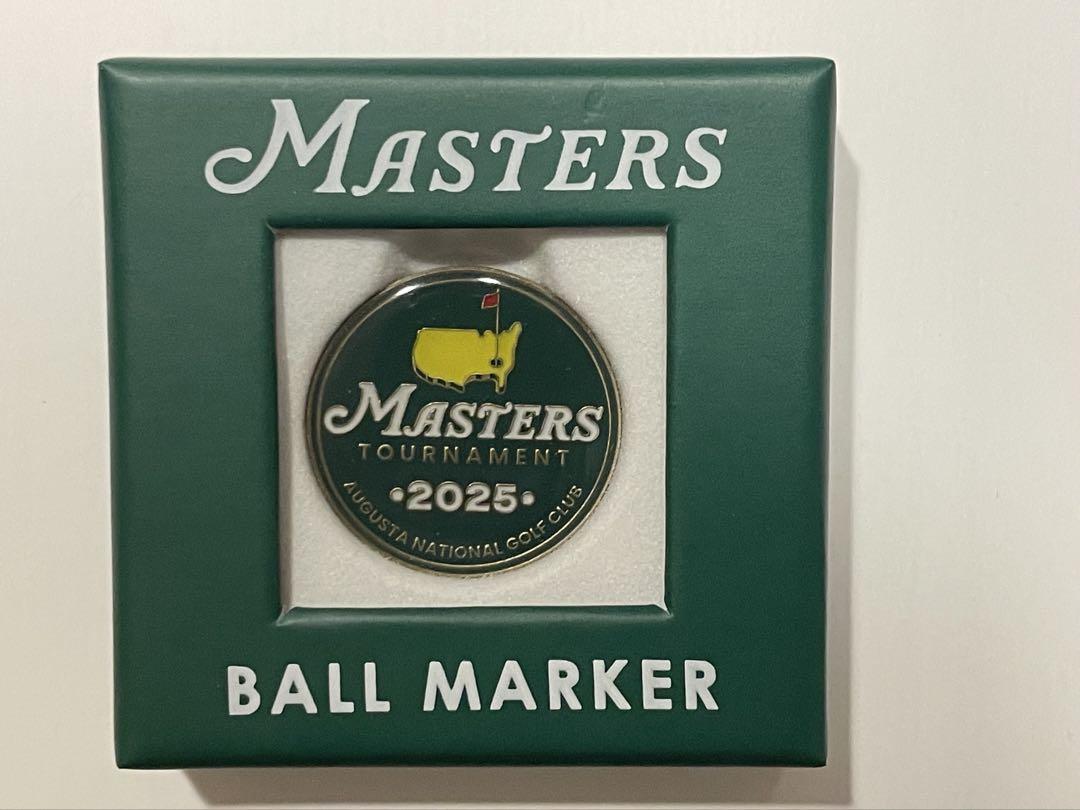 MASTERS
MASTERS
TOURNAMENT
•2025•
AUGUSTA NATIONAL GOLF CLUB
BALL MARKER